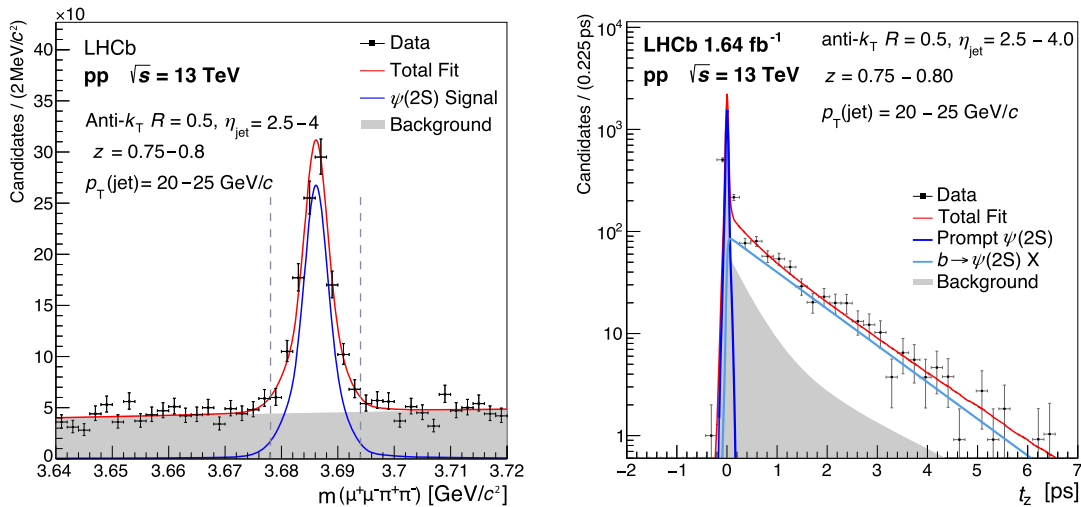 ×10
LHCb
pp √s = 13 TeV
Anti-k_T R = 0.5, η_jet = 2.5−4
z = 0.75−0.8
p_T(jet) = 20−25 GeV/c
Data
Total Fit
ψ(2S) Signal
Background
Candidates / (2 MeV/c²)
40
35
30
25
20
15
10
5
0
3.64 3.65 3.66 3.67 3.68 3.69 3.7 3.71 3.72
m(μ⁺μ⁻π⁺π⁻) [GeV/c²]
LHCb 1.64 fb⁻¹
pp √s = 13 TeV
anti-k_T R = 0.5, η_jet = 2.5 − 4.0
z = 0.75 − 0.80
p_T(jet) = 20 − 25 GeV/c
Data
Total Fit
Prompt ψ(2S)
b→ψ(2S) X
Background
Candidates / (0.225 ps)
10⁴
10³
10²
10
1
−2 −1 0 1 2 3 4 5 6 7
t_z [ps]